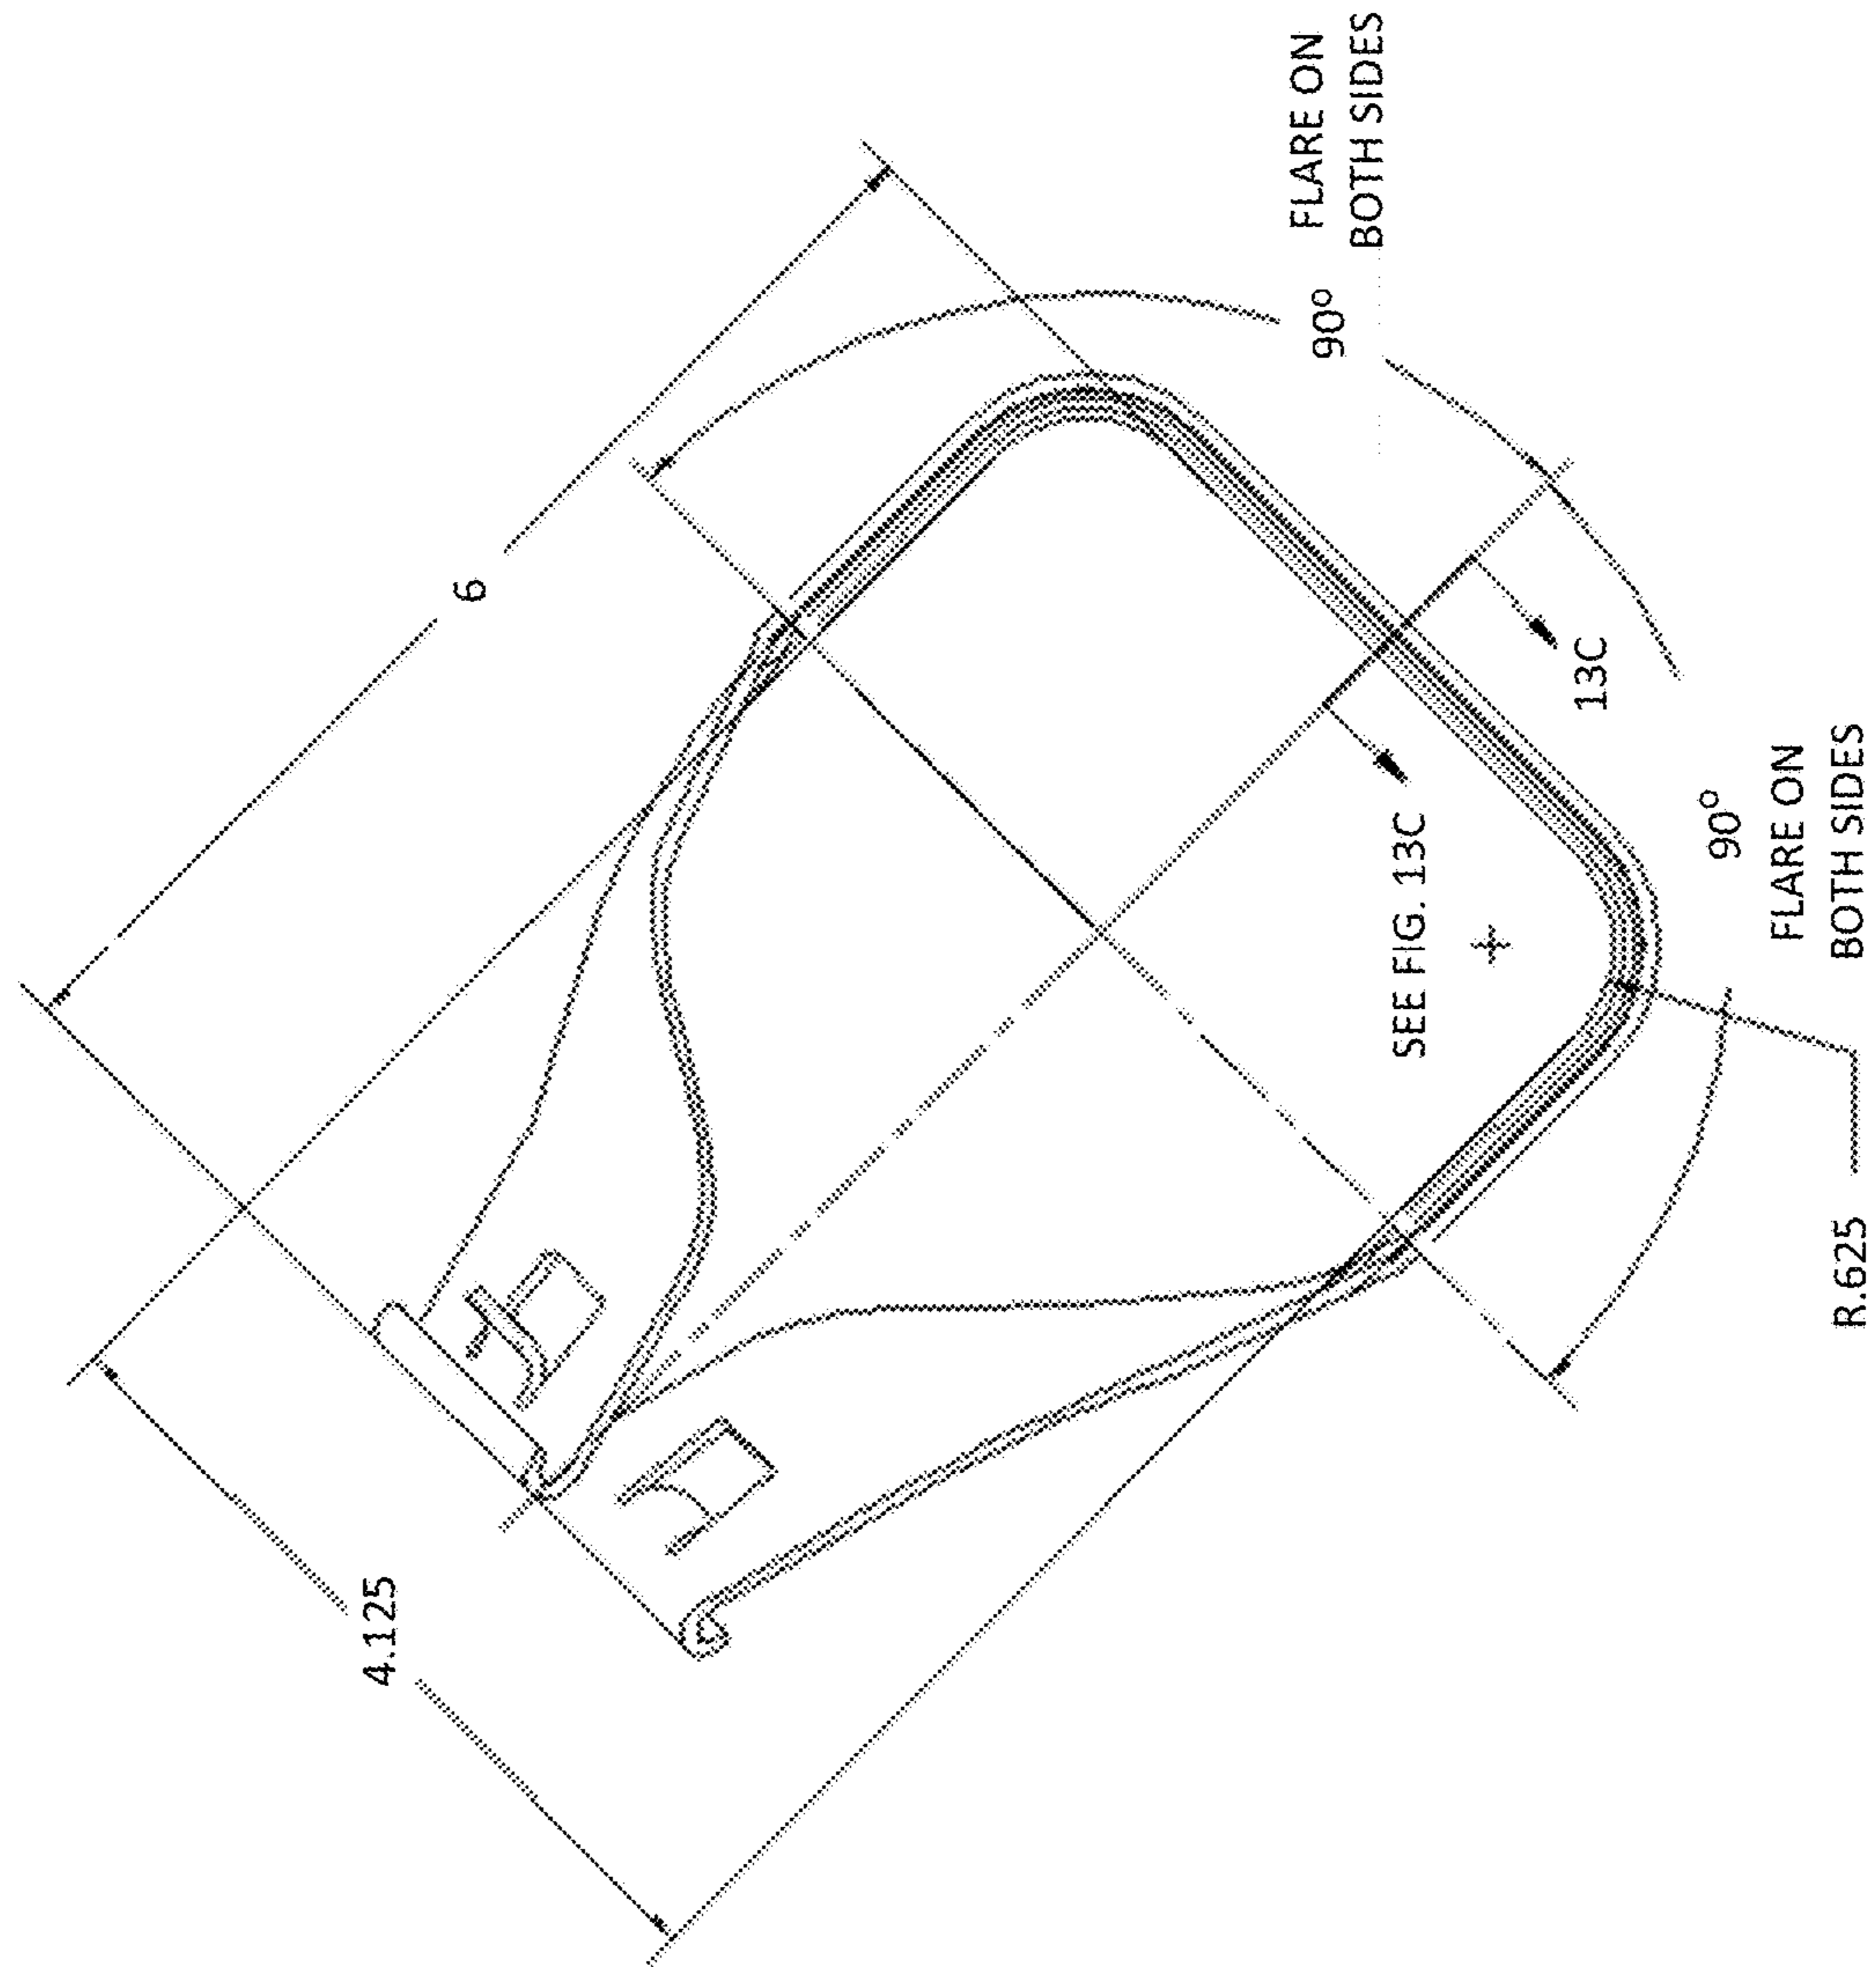 4.125
6
FLARE ON
BOTH SIDES
90°
SEE FIG. 13C
13C
90°
FLARE ON
BOTH SIDES
R.625